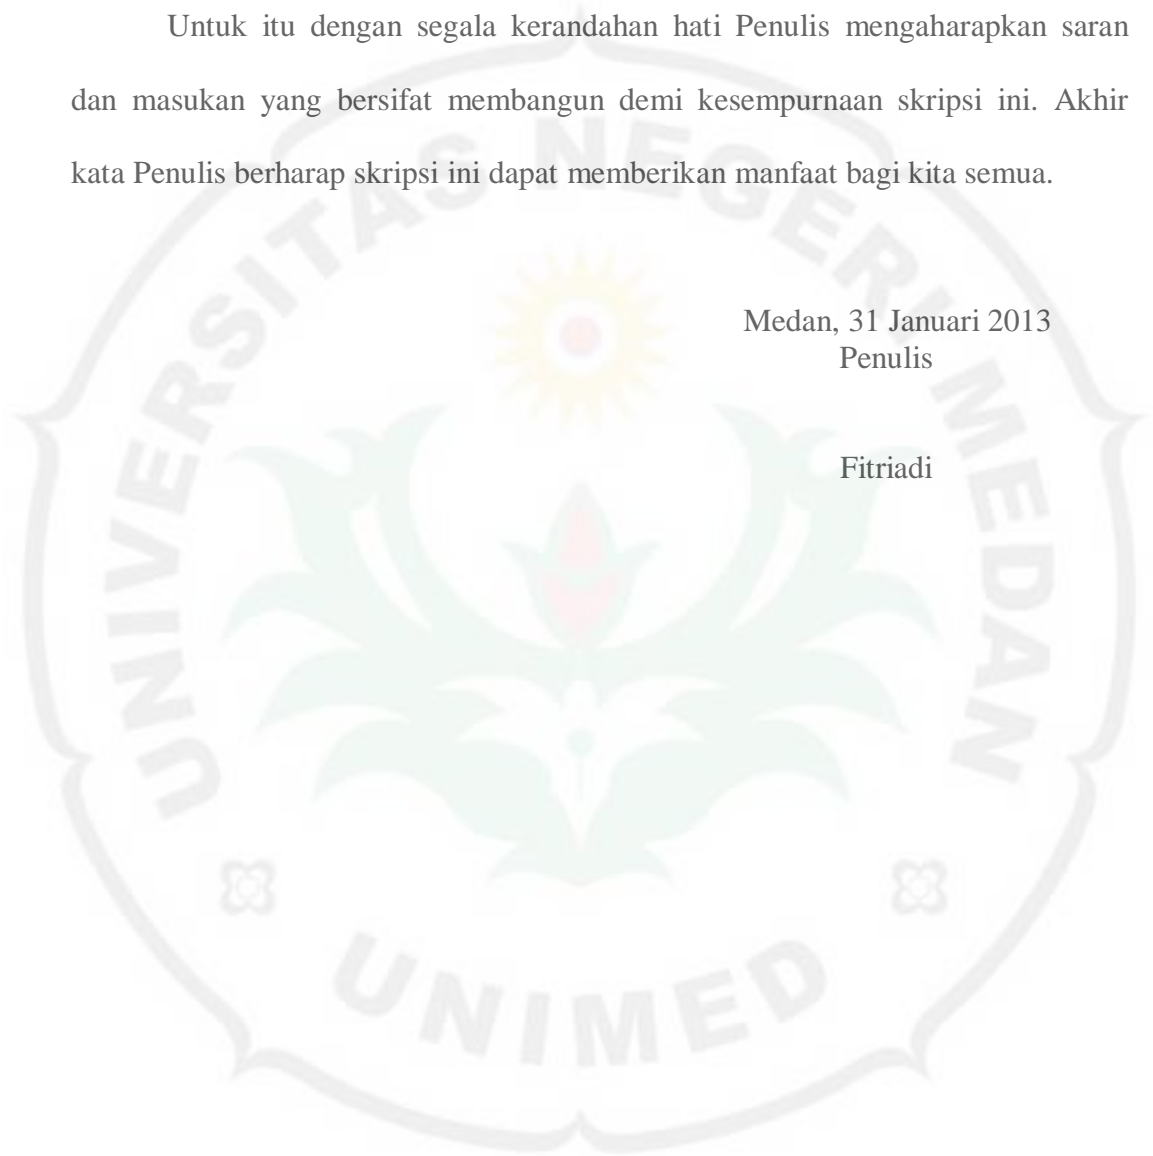 Untuk itu dengan segala kerandahan hati Penulis mengaharapkan saran
dan masukan yang bersifat membangun demi kesempurnaan skripsi ini. Akhir
kata Penulis berharap skripsi ini dapat memberikan manfaat bagi kita semua.
Medan, 31 Januari 2013
Penulis
Fitriadi
UNIVERSITAS NEGERI MEDAN
UNIMED